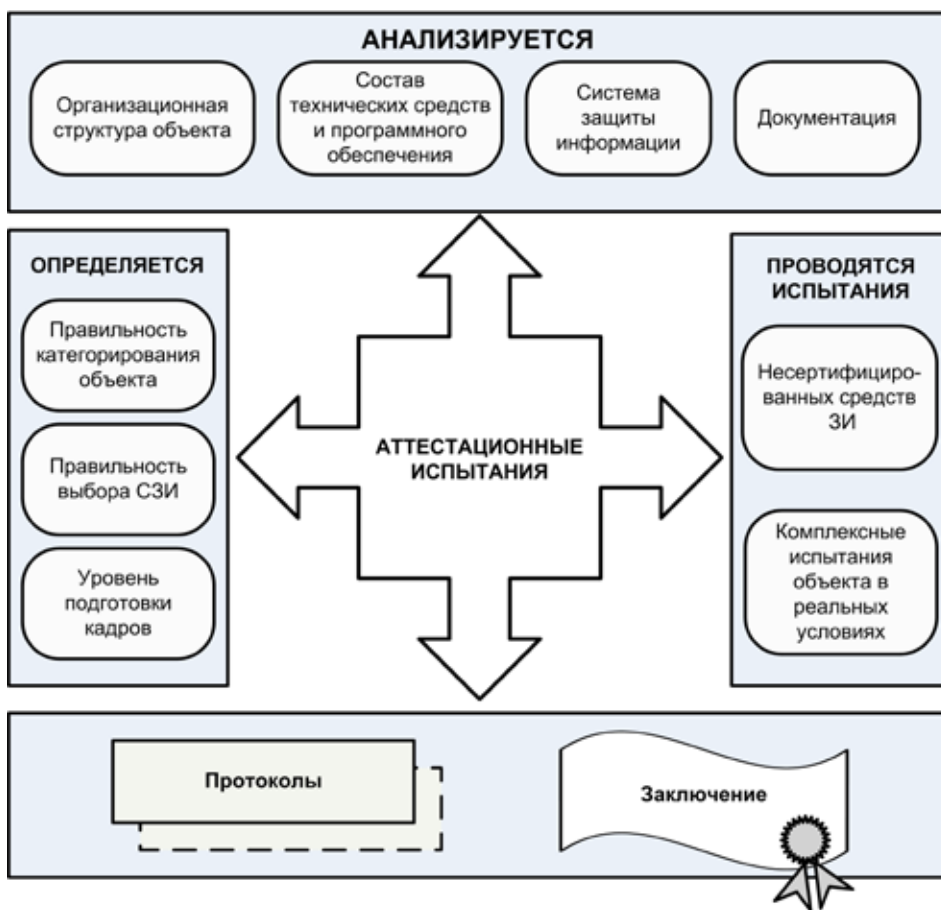 АНАЛИЗИРУЕТСЯ
Организационная
структура объекта
Состав
технических средств
и программного
обеспечения
Система
защиты
информации
Документация
ОПРЕДЕЛЯЕТСЯ
Правильность
категорирования
объекта
Правильность
выбора СЗИ
Уровень
подготовки
кадров
АТТЕСТАЦИОННЫЕ
ИСПЫТАНИЯ
ПРОВОДЯТСЯ
ИСПЫТАНИЯ
Несертифициро-
ванных средств
ЗИ
Комплексные
испытания
объекта в
реальных
условиях
Протоколы
Заключение